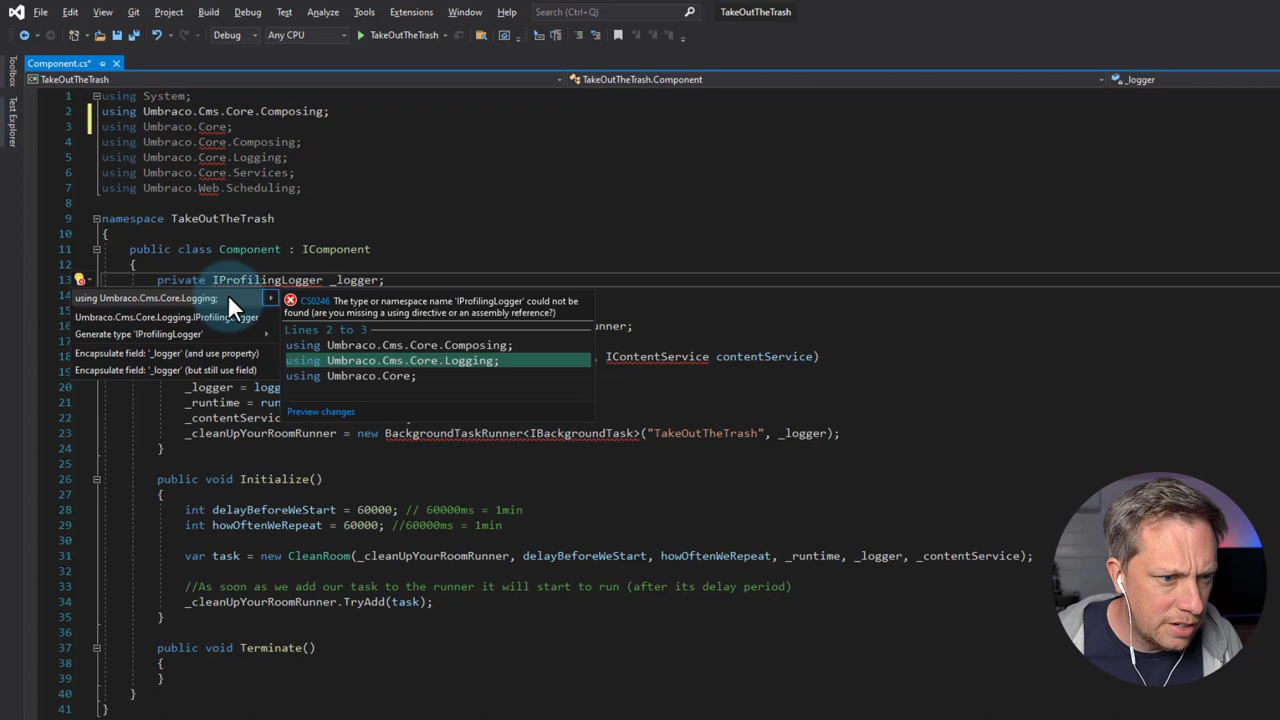 File Edit View Git Project Build Debug Test Analyze Tools Extensions Window Help Search (Ctrl+Q) TakeOutTheTrash
Debug Any CPU TakeOutTheTrash
Component.cs*
TakeOutTheTrash TakeOutTheTrash.Component _logger
Toolbox
Test Explorer
1 using System;
2 using Umbraco.Cms.Core.Composing;
3 using Umbraco.Core;
4 using Umbraco.Core.Composing;
5 using Umbraco.Core.Logging;
6 using Umbraco.Core.Services;
7 using Umbraco.Web.Scheduling;
8
9 namespace TakeOutTheTrash
10 {
11 public class Component : IComponent
12 {
13 private IProfilingLogger _logger;
14
using Umbraco.Cms.Core.Logging;
Umbraco.Cms.Core.Logging.IProfilingLogger
Generate type 'IProfilingLogger'
Encapsulate field: '_logger' (and use property)
Encapsulate field: '_logger' (but still use field)
CS0246 The type or namespace name 'IProfilingLogger' could not be
found (are you missing a using directive or an assembly reference?)
Lines 2 to 3
using Umbraco.Cms.Core.Composing;
using Umbraco.Cms.Core.Logging;
using Umbraco.Core;
Preview changes
nner;
IContentService contentService)
20 _logger = logg
21 _runtime = run
22 _contentService
23 _cleanUpYourRoomRunner = new BackgroundTaskRunner<IBackgroundTask>("TakeOutTheTrash", _logger);
24 }
25
26 public void Initialize()
27 {
28 int delayBeforeWeStart = 60000; // 60000ms = 1min
29 int howOftenWeRepeat = 60000; //60000ms = 1min
30
31 var task = new CleanRoom(_cleanUpYourRoomRunner, delayBeforeWeStart, howOftenWeRepeat, _runtime, _logger, _contentService);
32
33 //As soon as we add our task to the runner it will start to run (after its delay period)
34 _cleanUpYourRoomRunner.TryAdd(task);
35 }
36
37 public void Terminate()
38 {
39 }
40 }
41 }